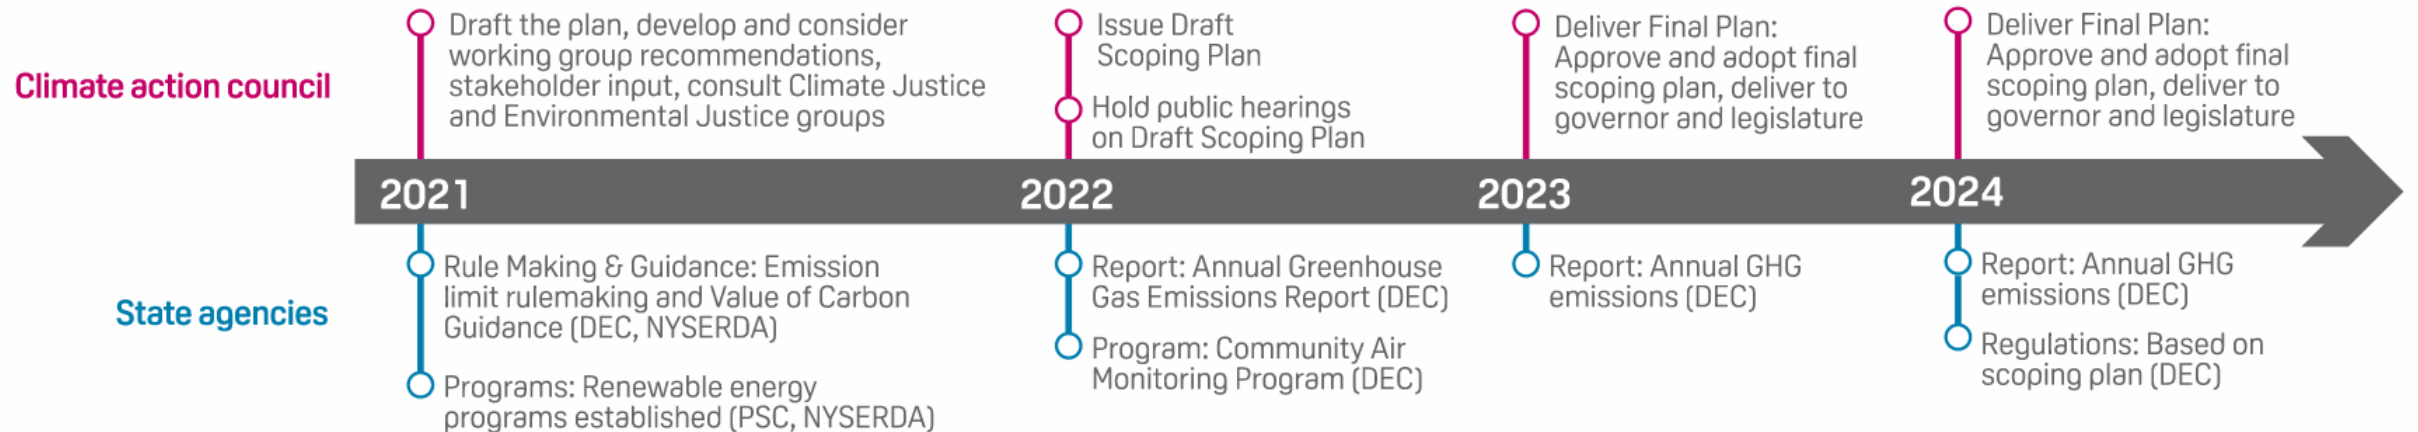 Climate action council
Draft the plan, develop and consider
working group recommendations,
stakeholder input, consult Climate Justice
and Environmental Justice groups
Issue Draft
Scoping Plan
Hold public hearings
on Draft Scoping Plan
Deliver Final Plan:
Approve and adopt final
scoping plan, deliver to
governor and legislature
Deliver Final Plan:
Approve and adopt final
scoping plan, deliver to
governor and legislature
2021
2022
2023
2024
State agencies
Rule Making & Guidance: Emission
limit rulemaking and Value of Carbon
Guidance (DEC, NYSERDA)
Programs: Renewable energy
programs established (PSC, NYSERDA)
Report: Annual Greenhouse
Gas Emissions Report (DEC)
Program: Community Air
Monitoring Program (DEC)
Report: Annual GHG
emissions (DEC)
Report: Annual GHG
emissions (DEC)
Regulations: Based on
scoping plan (DEC)